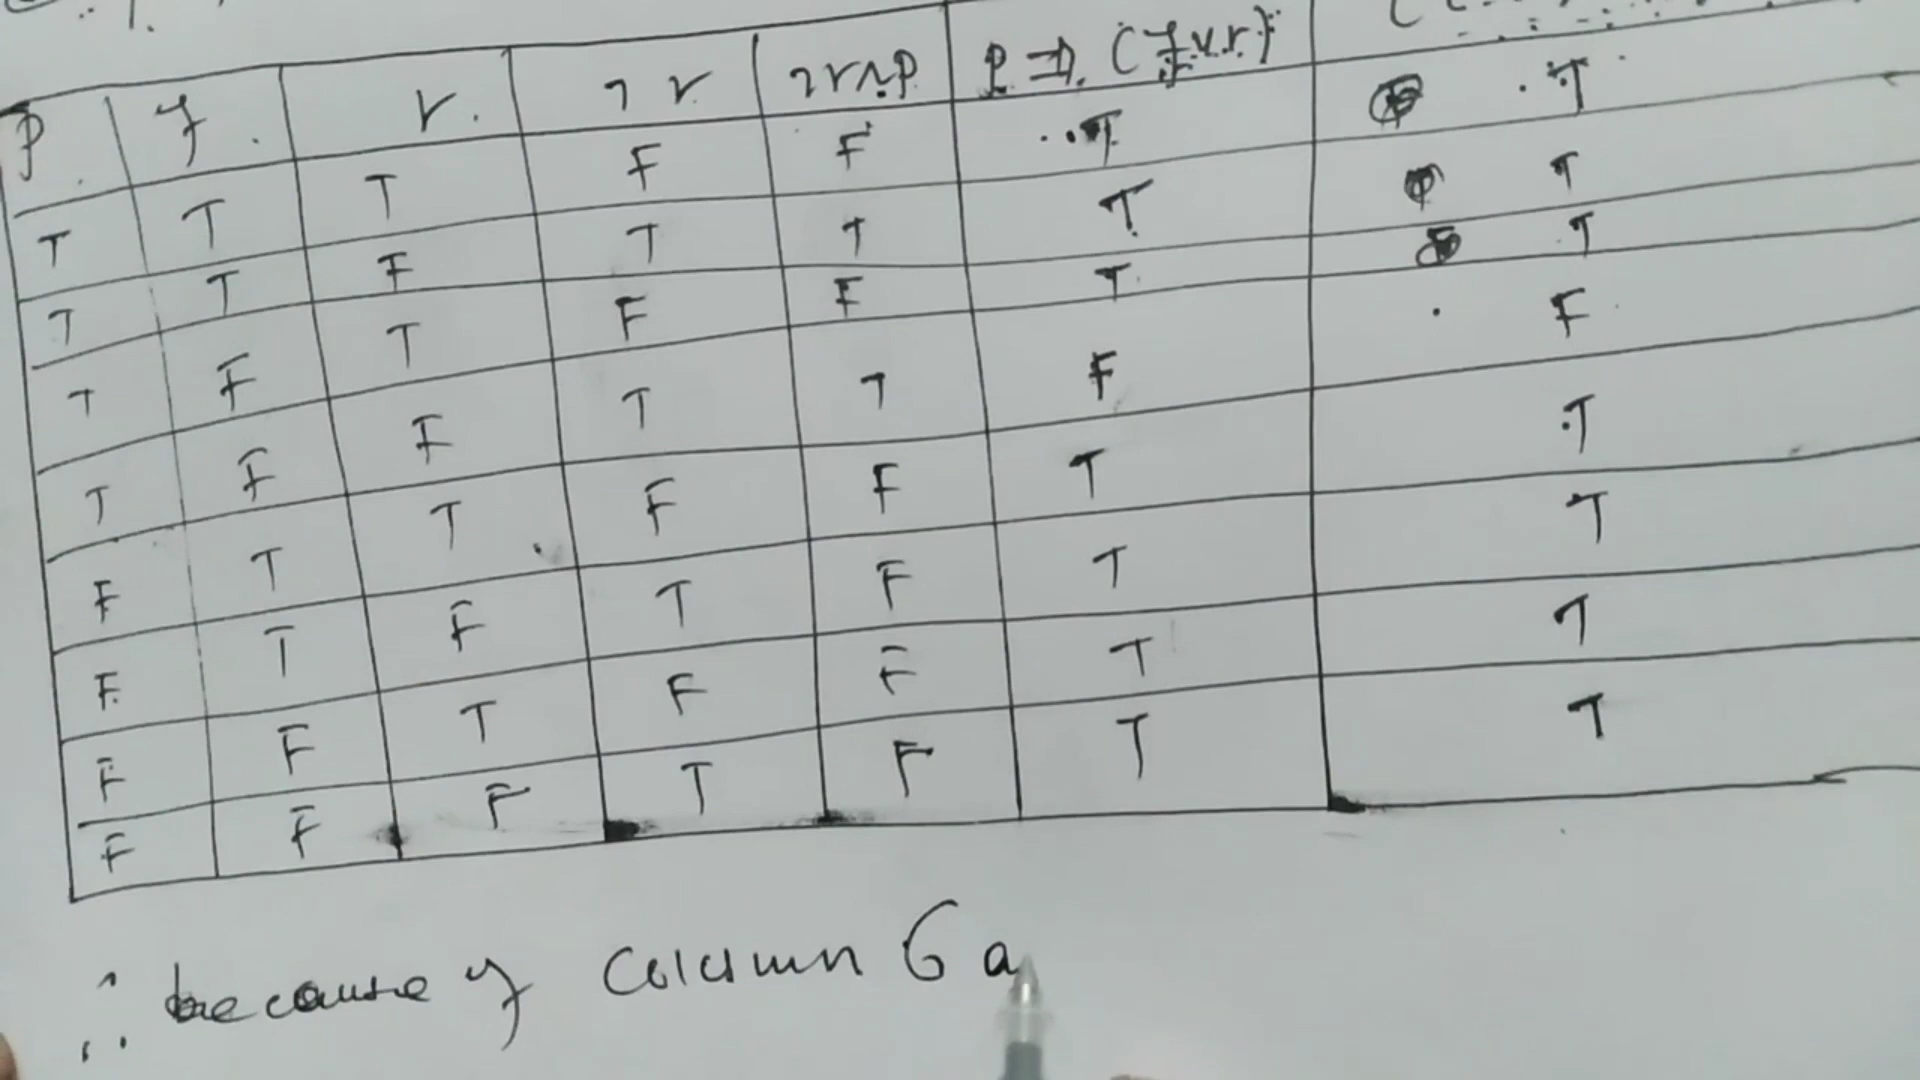 p q r ¬r ¬r∧p p ⇒ (q∨r)
T T T F F T T
T T F T T T T
T F T F F T T
T F F T T F F
F T T F F T T
F T F T F T T
F F T F F T T
F F F T F T T
∴ because of column 6 a